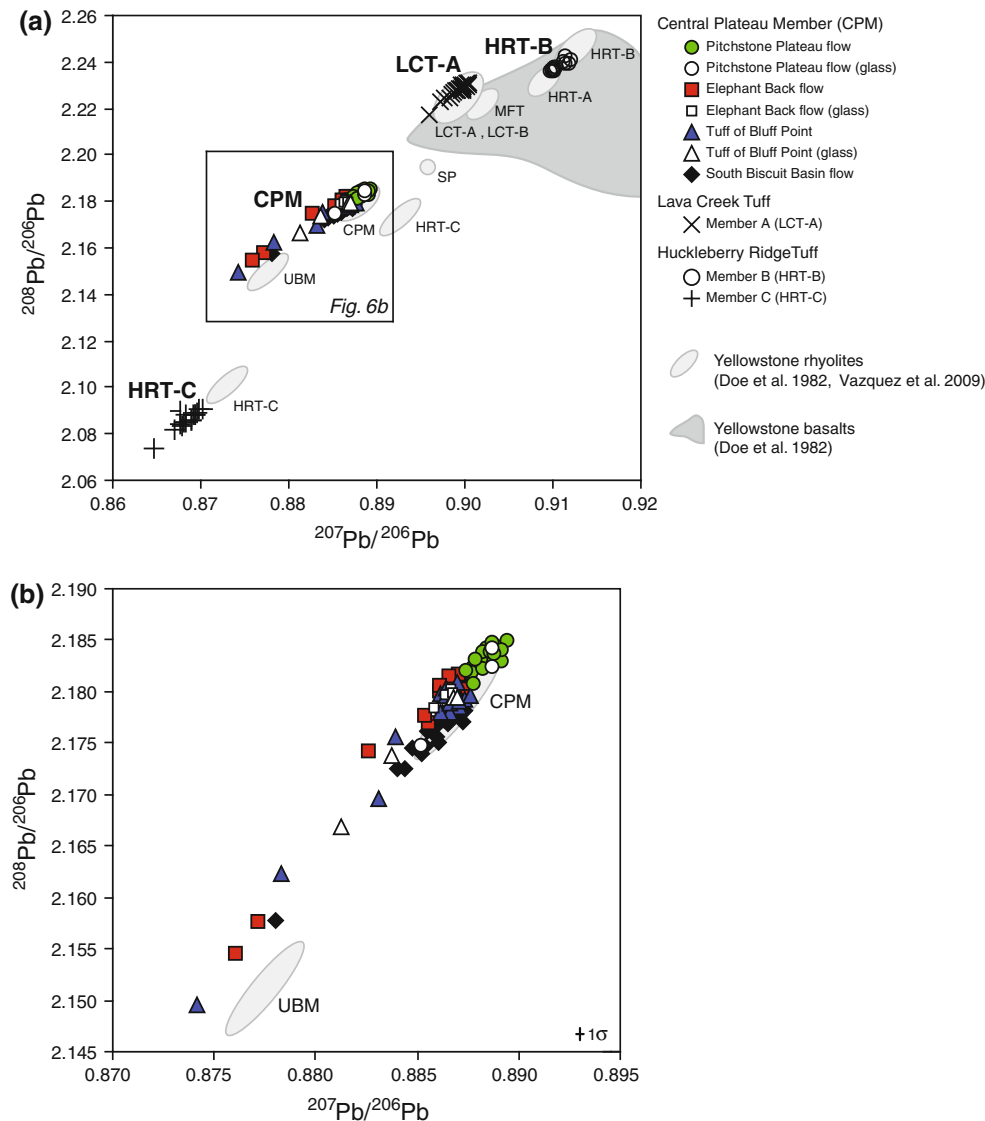 (a)
2.26
2.24
2.22
2.20
2.18
2.16
2.14
2.12
2.10
2.08
2.06
208Pb/206Pb
0.86 0.87 0.88 0.89 0.90 0.91 0.92
207Pb/206Pb
HRT-B
HRT-B
LCT-A
HRT-A
MFT
LCT-A , LCT-B
SP
CPM
CPM
HRT-C
UBM
Fig. 6b
HRT-C
HRT-C
Central Plateau Member (CPM)
Pitchstone Plateau flow
Pitchstone Plateau flow (glass)
Elephant Back flow
Elephant Back flow (glass)
Tuff of Bluff Point
Tuff of Bluff Point (glass)
South Biscuit Basin flow
Lava Creek Tuff
Member A (LCT-A)
Huckleberry RidgeTuff
Member B (HRT-B)
Member C (HRT-C)
Yellowstone rhyolites
(Doe et al. 1982, Vazquez et al. 2009)
Yellowstone basalts
(Doe et al. 1982)
(b)
2.190
2.185
2.180
2.175
2.170
2.165
2.160
2.155
2.150
2.145
208Pb/206Pb
CPM
UBM
1σ
0.870 0.875 0.880 0.885 0.890 0.895
207Pb/206Pb